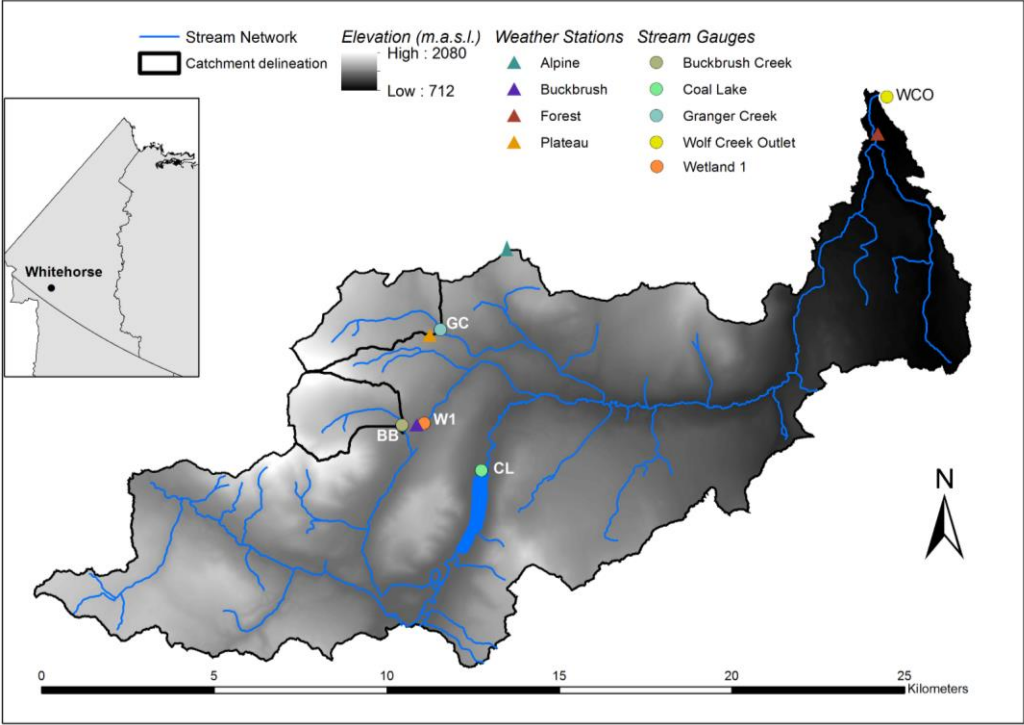 Stream Network
Catchment delineation
Elevation (m.a.s.l.)
High : 2080
Low : 712
Weather Stations
Alpine
Buckbrush
Forest
Plateau
Stream Gauges
Buckbrush Creek
Coal Lake
Granger Creek
Wolf Creek Outlet
Wetland 1
WCO
Whitehorse
GC
W1
BB
CL
N
0 5 10 15 20 25
Kilometers